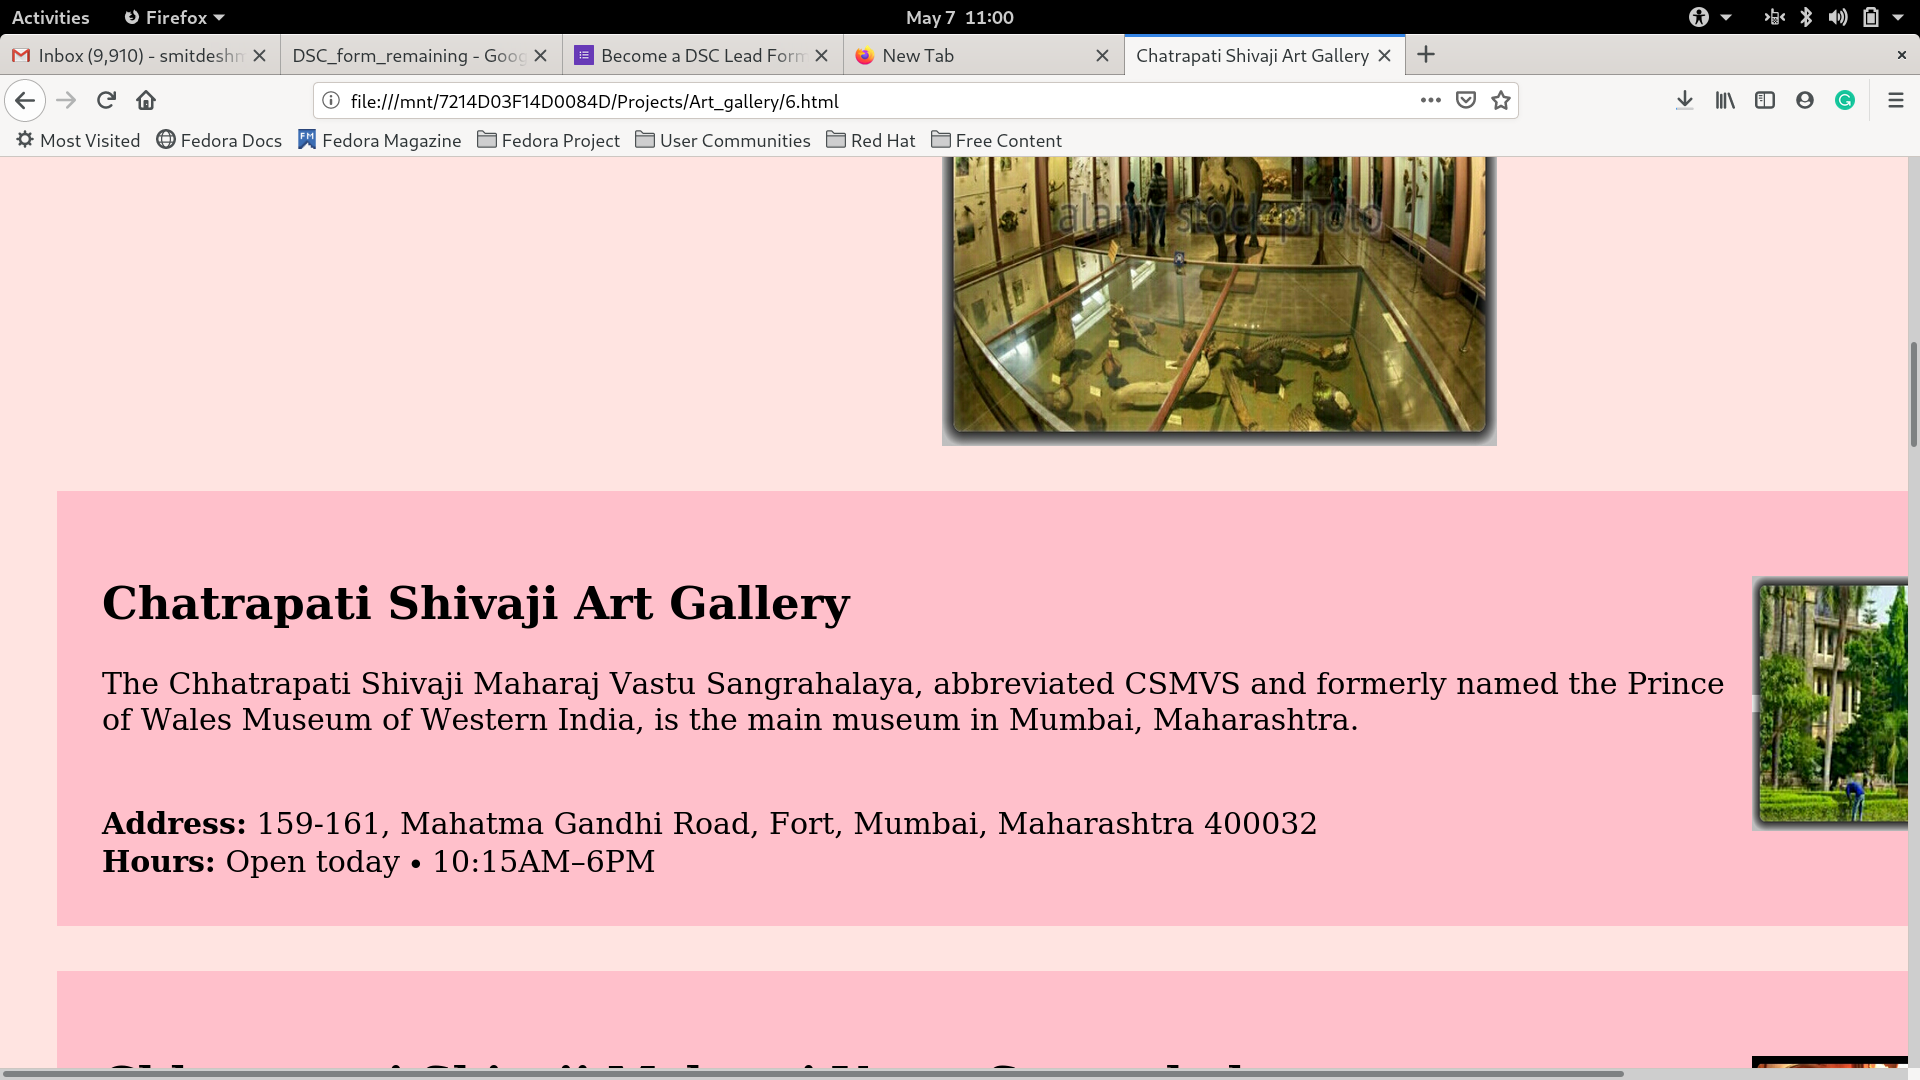 Activities Firefox May 7 11:00
Inbox (9,910) - smitdeshm DSC_form_remaining - Goog Become a DSC Lead Form New Tab Chatrapati Shivaji Art Gallery
file:///mnt/7214D03F14D0084D/Projects/Art_gallery/6.html
Most Visited Fedora Docs Fedora Magazine Fedora Project User Communities Red Hat Free Content
alamy stock photo
Chatrapati Shivaji Art Gallery
The Chhatrapati Shivaji Maharaj Vastu Sangrahalaya, abbreviated CSMVS and formerly named the Prince
of Wales Museum of Western India, is the main museum in Mumbai, Maharashtra.
Address: 159-161, Mahatma Gandhi Road, Fort, Mumbai, Maharashtra 400032
Hours: Open today • 10:15AM–6PM